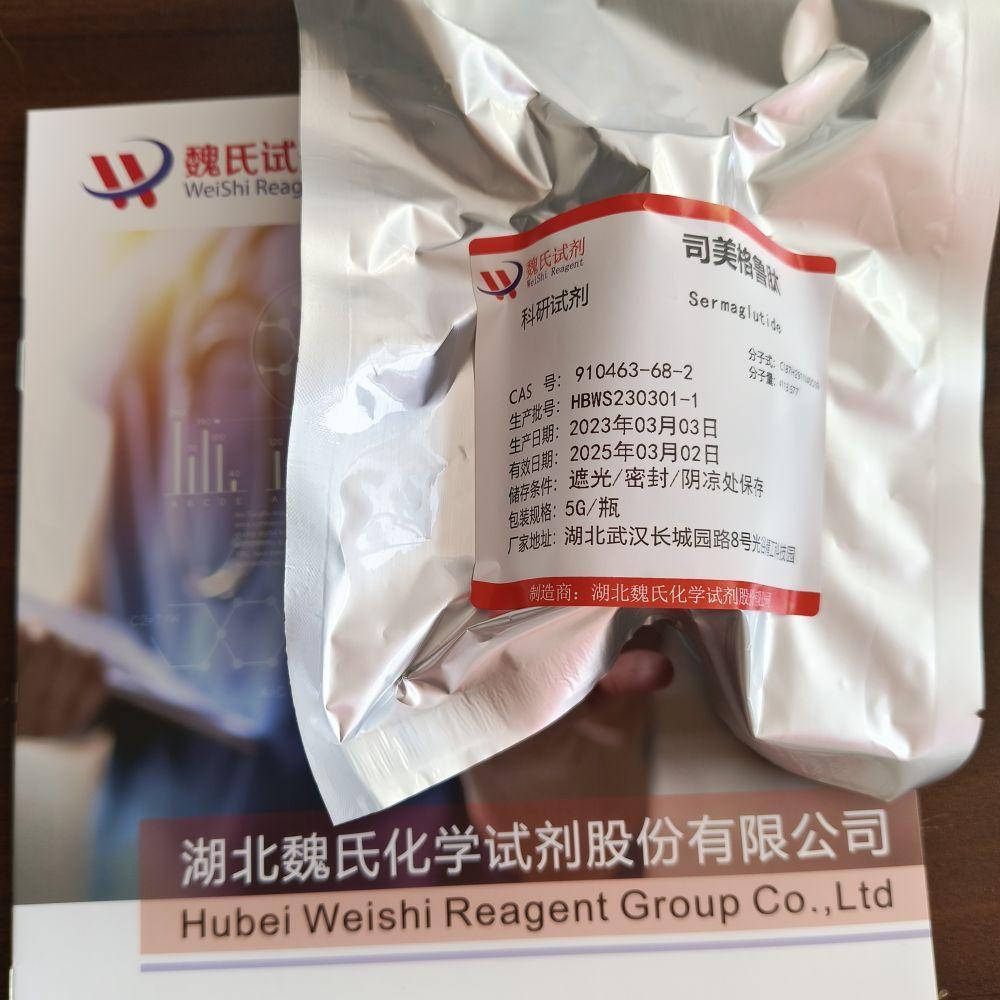 魏氏试
WeiShi Reag
魏氏试剂
WeiShi Reagent
科研试剂
司美格鲁肽
Sermaglutide
分子式:
分子量:
CAS 号: 910463-68-2
生产批号: HBWS230301-1
生产日期: 2023年03月03日
有效日期: 2025年03月02日
储存条件: 遮光/密封/阴凉处保存
包装规格: 5G/瓶
厂家地址: 湖北武汉长城园路8号
制造商: 湖北魏氏化学试剂股份有限公司
湖北魏氏化学试剂股份有限公司
Hubei Weishi Reagent Group Co.,Ltd